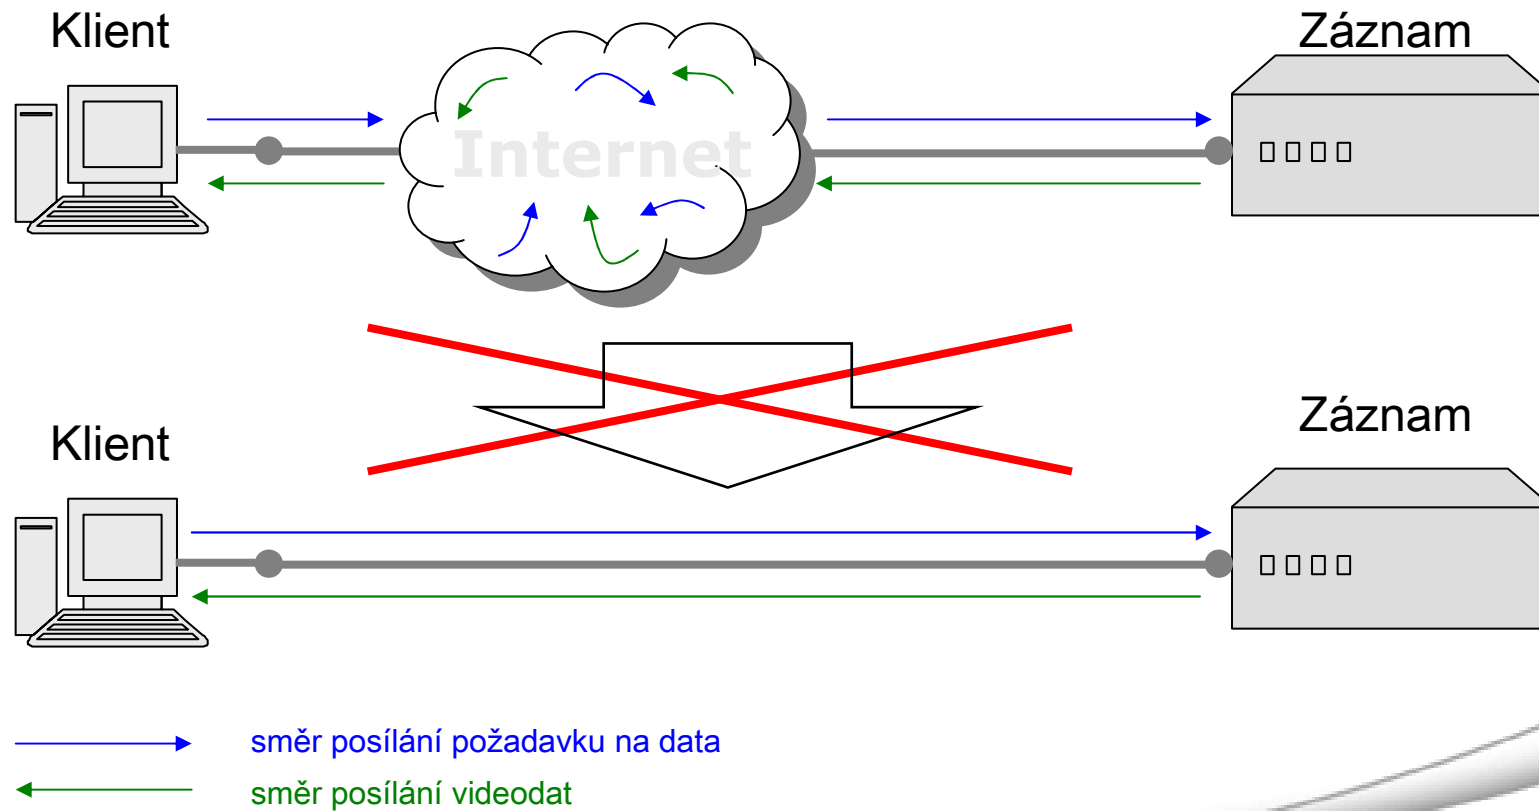 Klient
Záznam
Internet
Klient
Záznam
směr posílání požadavku na data
směr posílání videodat